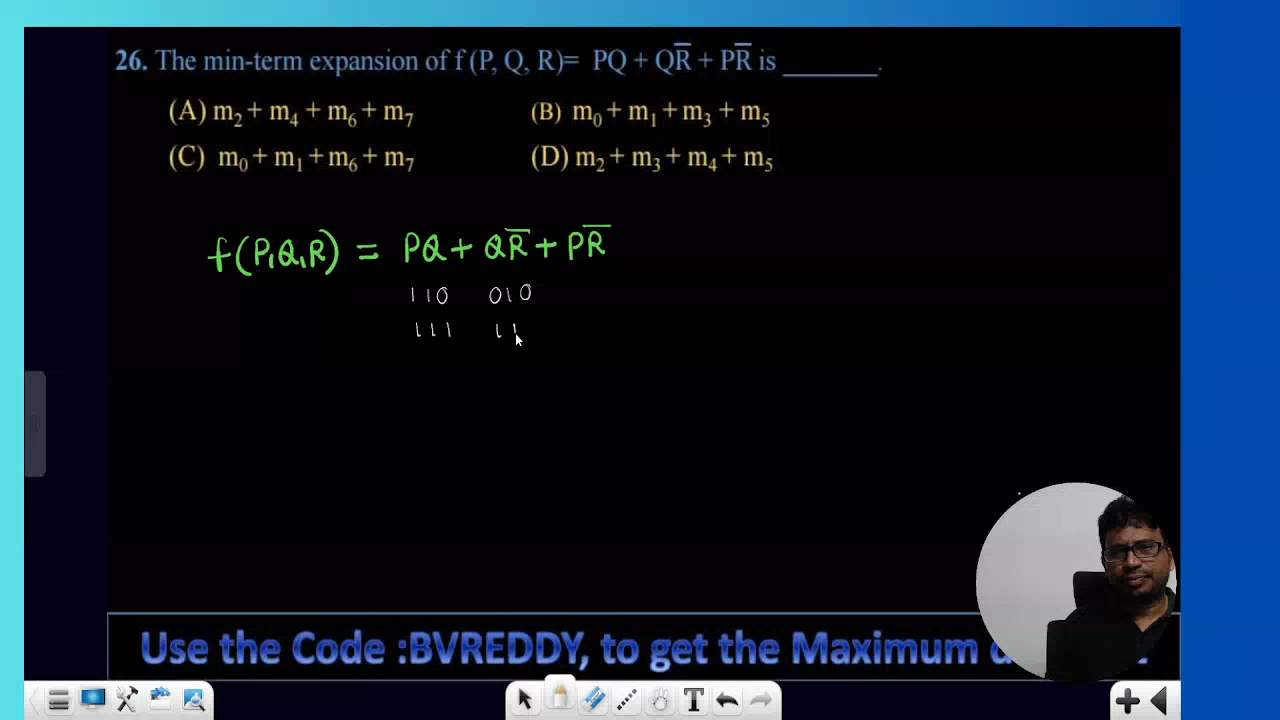 26. The min-term expansion of f (P, Q, R)= PQ + QR̅ + PR̅ is ________.
(A) m₂ + m₄ + m₆ + m₇ (B) m₀ + m₁ + m₃ + m₅
(C) m₀ + m₁ + m₆ + m₇ (D) m₂ + m₃ + m₄ + m₅
f(P,Q,R) = PQ + QR̅ + PR̅
110 010
111 11
Use the Code :BVREDDY, to get the Maximum